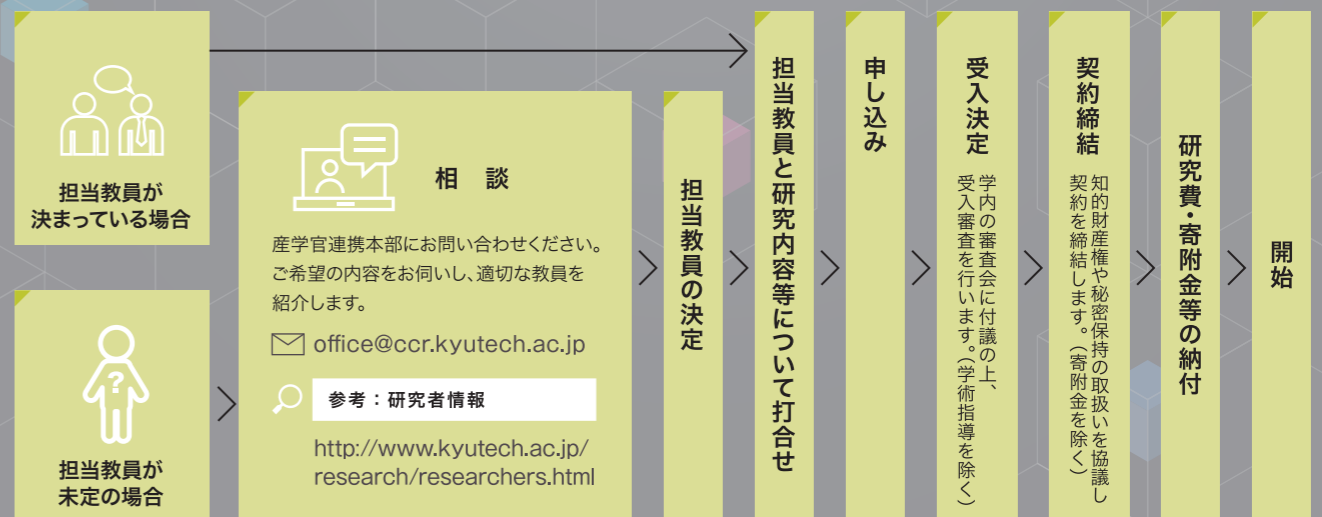 担当教員が
決まっている場合
?
担当教員が
未定の場合
相 談
産学官連携本部にお問い合わせください。
ご希望の内容をお伺いし、適切な教員を
紹介します。
office@ccr.kyutech.ac.jp
参考：研究者情報
http://www.kyutech.ac.jp/
research/researchers.html
担当教員の決定
担当教員と研究内容等について打合せ
申し込み
受入決定
学内の審査会に付議の上、
受入審査を行います。（学術指導を除く）
契約締結
知的財産権や秘密保持の取扱いを協議し
契約を締結します。（寄附金を除く）
研究費・寄附金等の納付
開始